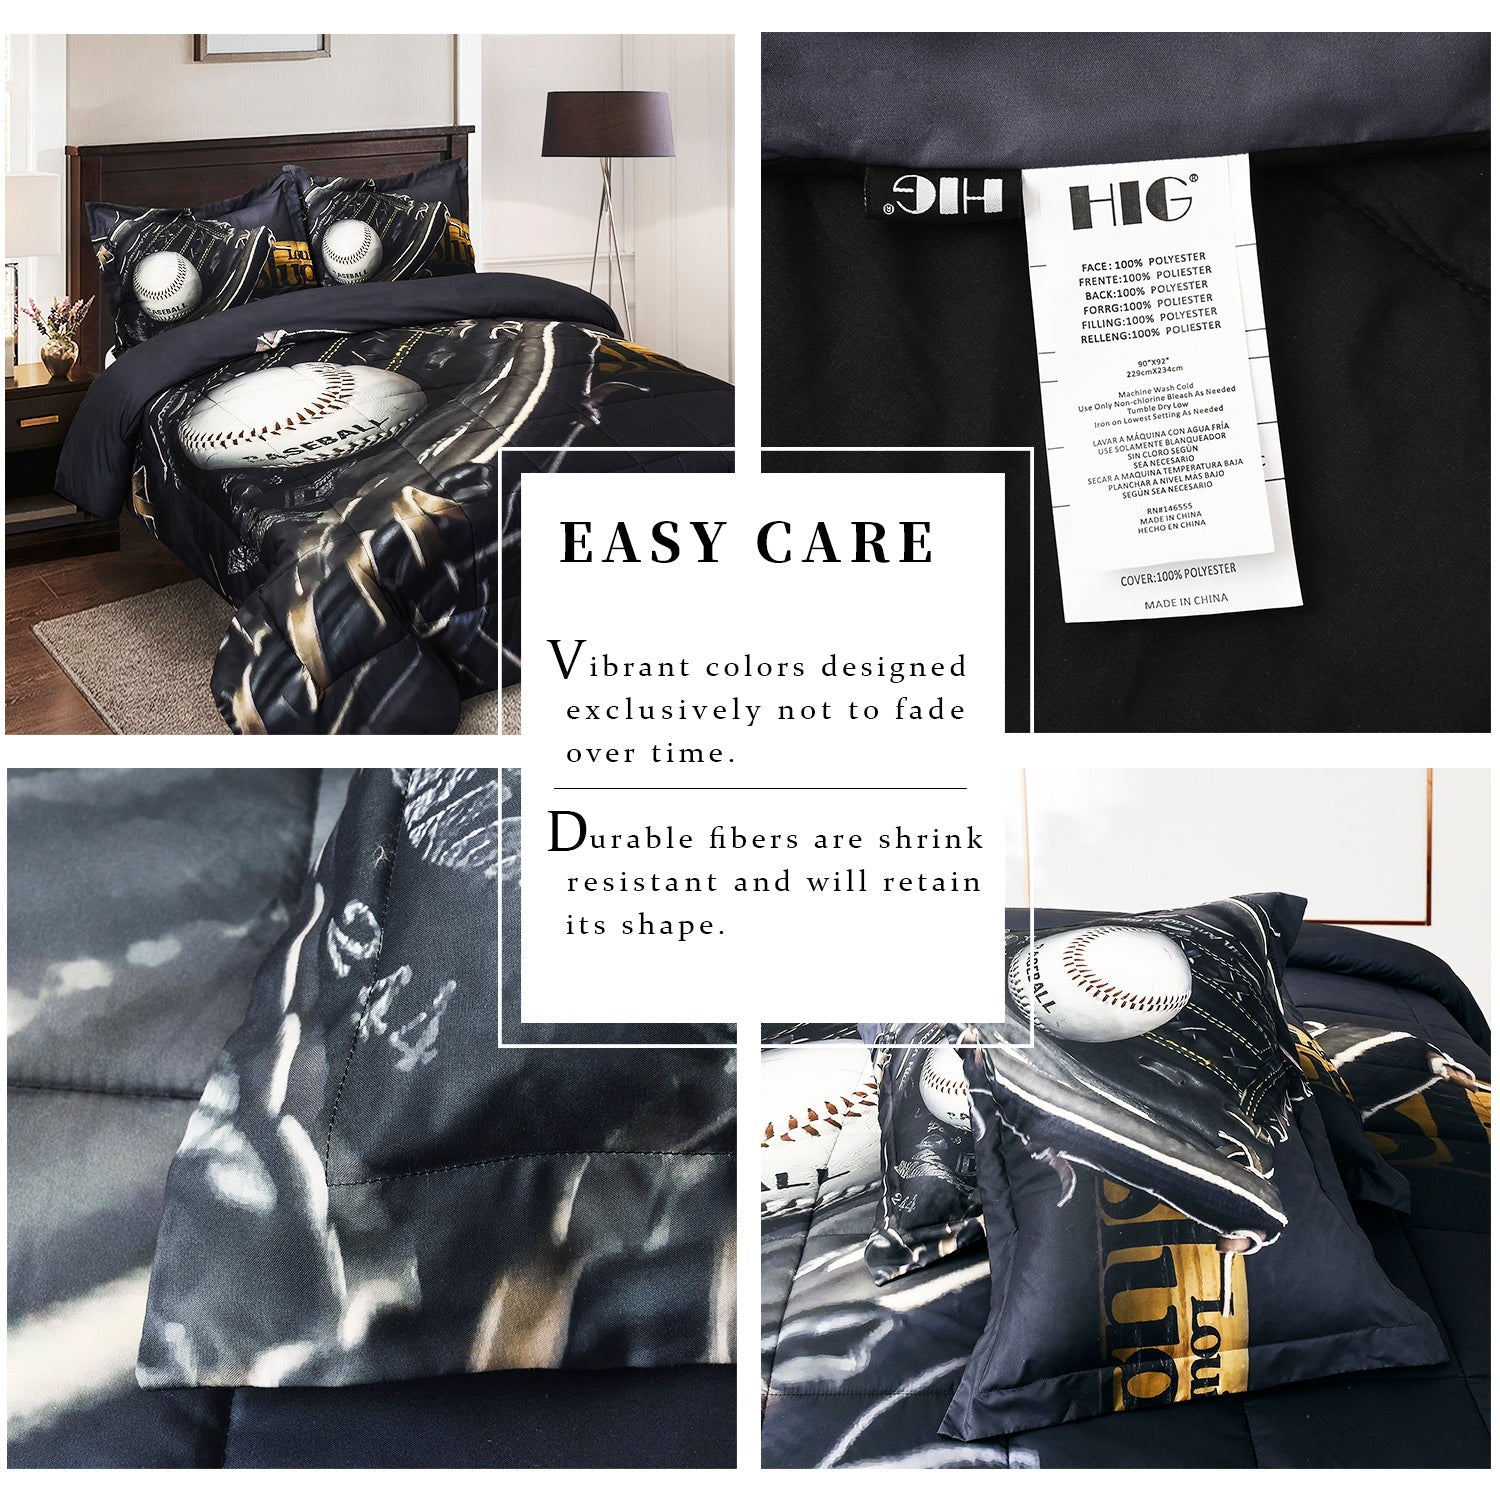 EASY CARE
Vibrant colors designed
exclusively not to fade
over time.
Durable fibers are shrink
resistant and will retain
its shape.
HIG®
HIG®
FACE: 100% POLYESTER
FRENTE:100% POLIESTER
BACK:100% POLYESTER
FORRG:100% POLIESTER
FILLING:100% POLYESTER
RELLENG:100% POLIESTER
90"X92"
229cmX234cm
Machine Wash Cold
Use Only Non-chlorine Bleach As Needed
Tumble Dry Low
Iron on Lowest Setting As Needed
LAVAR A MÁQUINA CON AGUA FRÍA
USE SOLAMENTE BLANQUEADOR
SIN CLORO SEGÚN
SEA NECESARIO
SECAR A MAQUINA TEMPERATURA BAJA
PLANCHAR A NIVEL MÁS BAJO
SEGÚN SEA NECESARIO
RN#146555
MADE IN CHINA
HECHO EN CHINA
COVER:100% POLYESTER
MADE IN CHINA
BASEBALL
BASEBALL
BASEBALL
BASEBALL
Loui
Slug